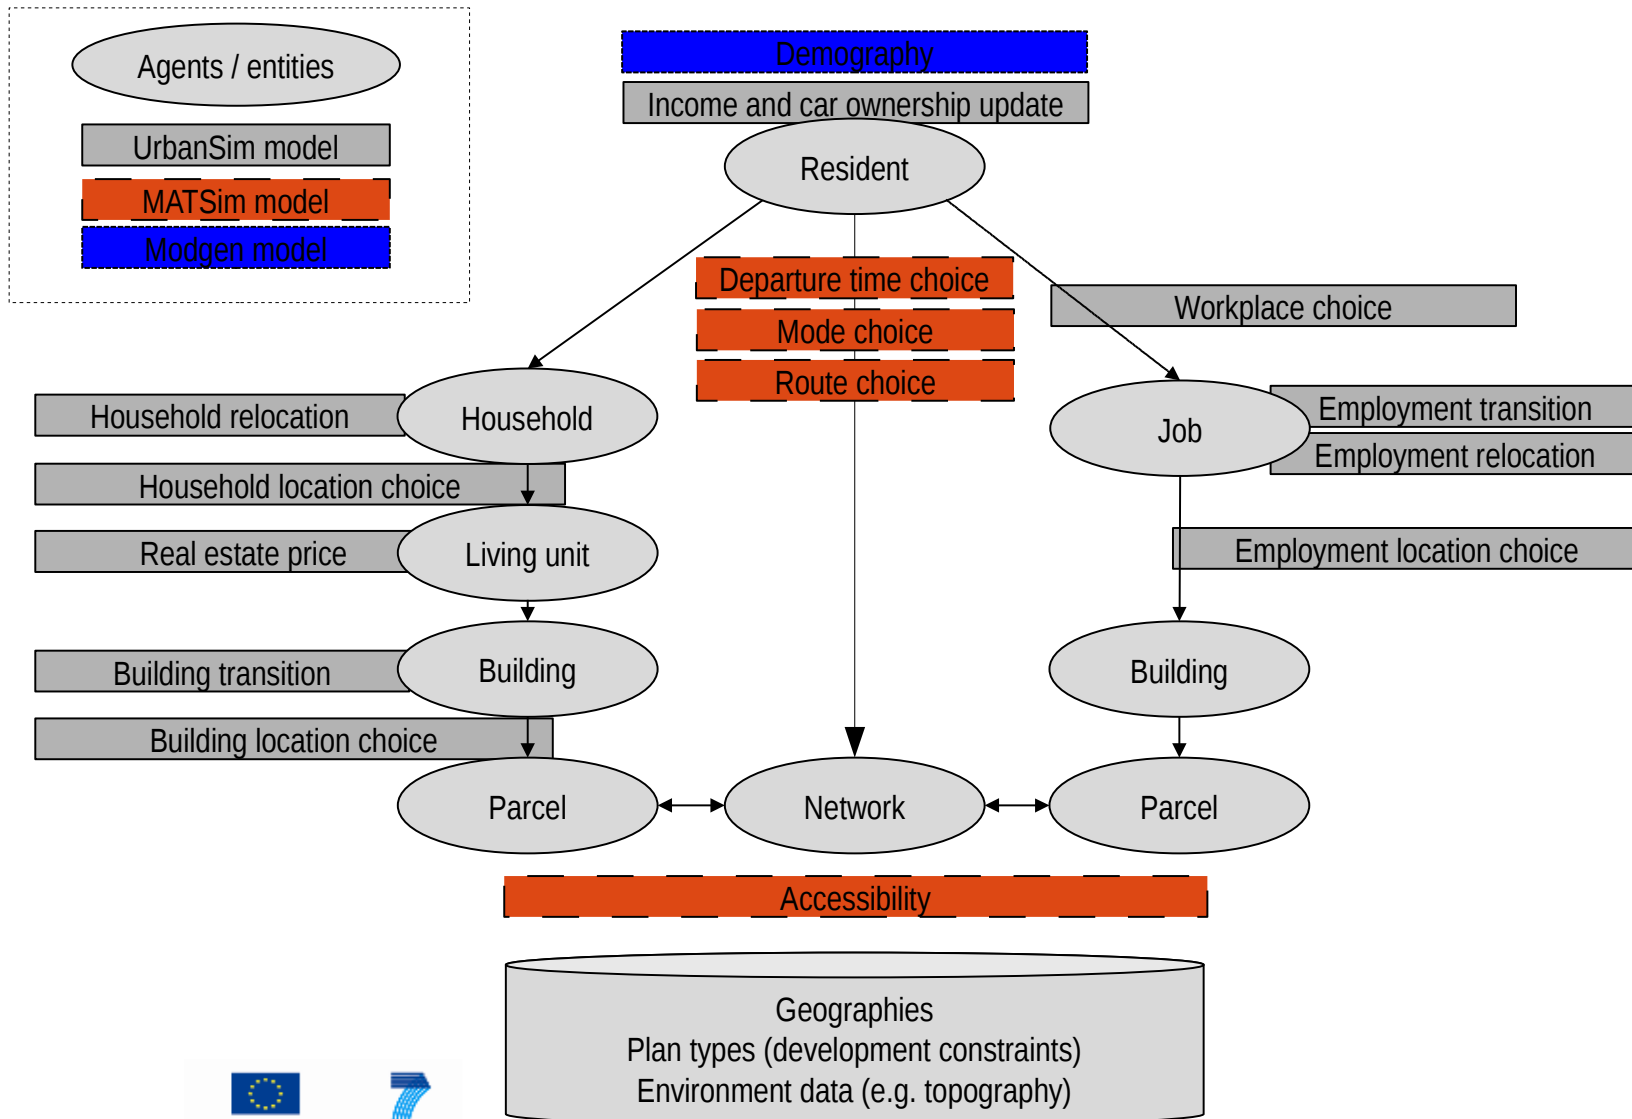 Agents / entities
UrbanSim model
MATSim model
Modgen model
Demography
Income and car ownership update
Resident
Departure time choice
Mode choice
Route choice
Workplace choice
Household relocation
Household
Household location choice
Real estate price
Living unit
Building transition
Building
Building location choice
Parcel
Network
Job
Employment transition
Employment relocation
Employment location choice
Building
Parcel
Accessibility
Geographies
Plan types (development constraints)
Environment data (e.g. topography)